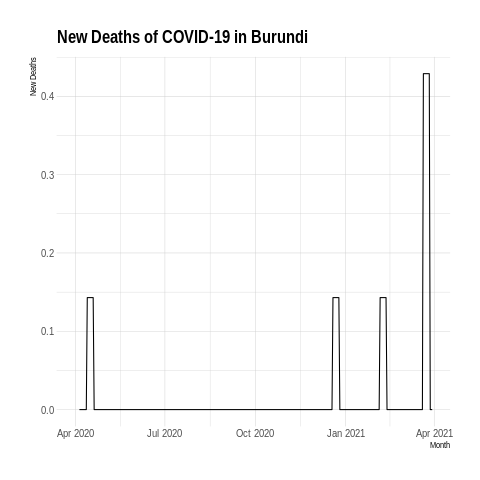 New Deaths of COVID-19 in Burundi
New Deaths
0.4
0.3
0.2
0.1
0.0
Apr 2020 Jul 2020 Oct 2020 Jan 2021 Apr 2021
Month